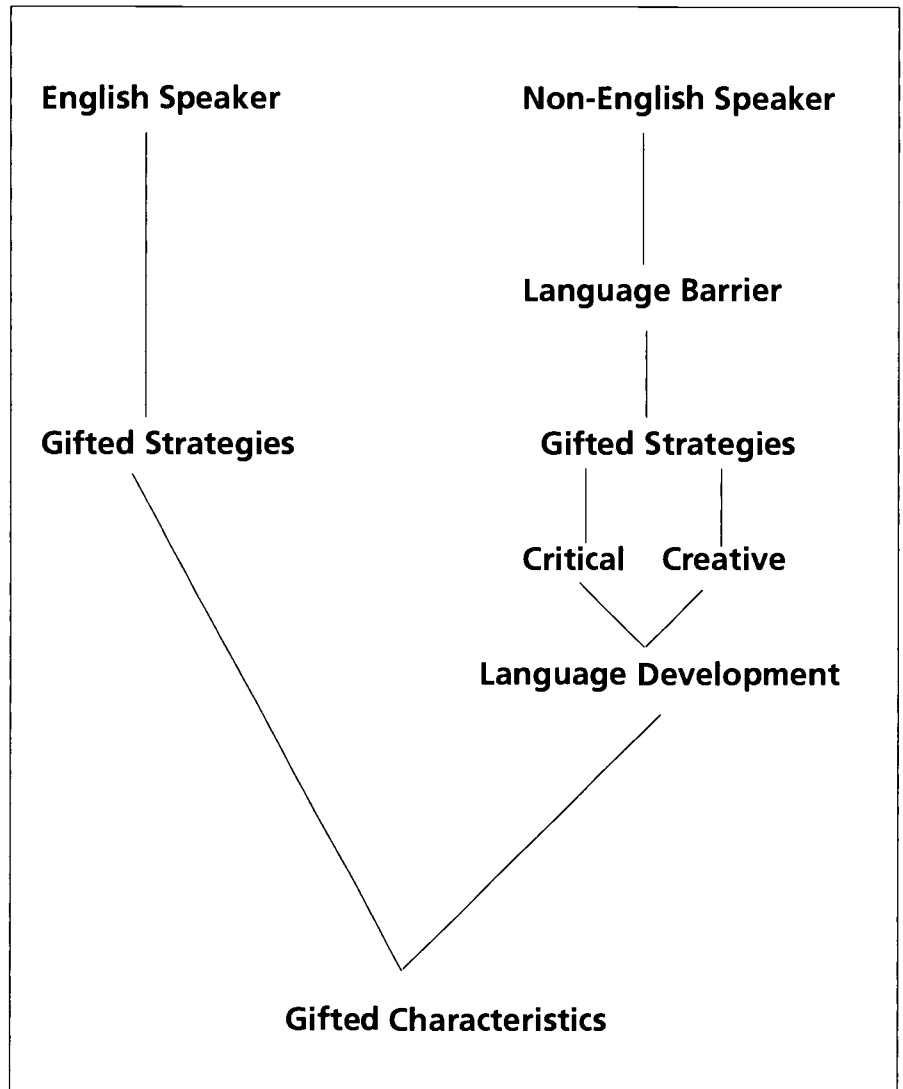 English Speaker
Non-English Speaker
Language Barrier
Gifted Strategies
Gifted Strategies
Critical
Creative
Language Development
Gifted Characteristics